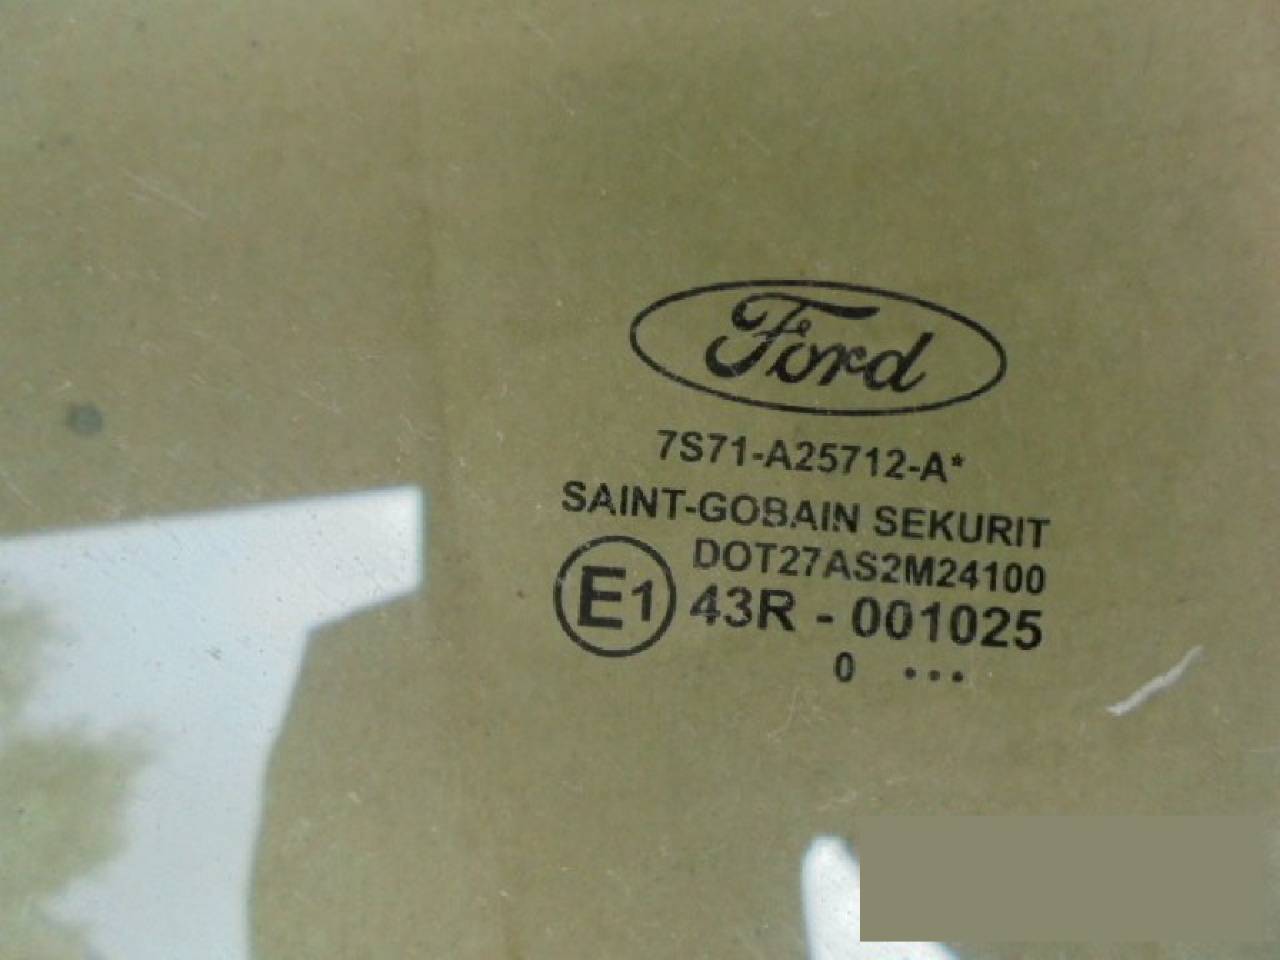 Ford
7S71-A25712-A*
SAINT-GOBAIN SEKURIT
DOT27AS2M24100
E1 43R - 001025
0 ...